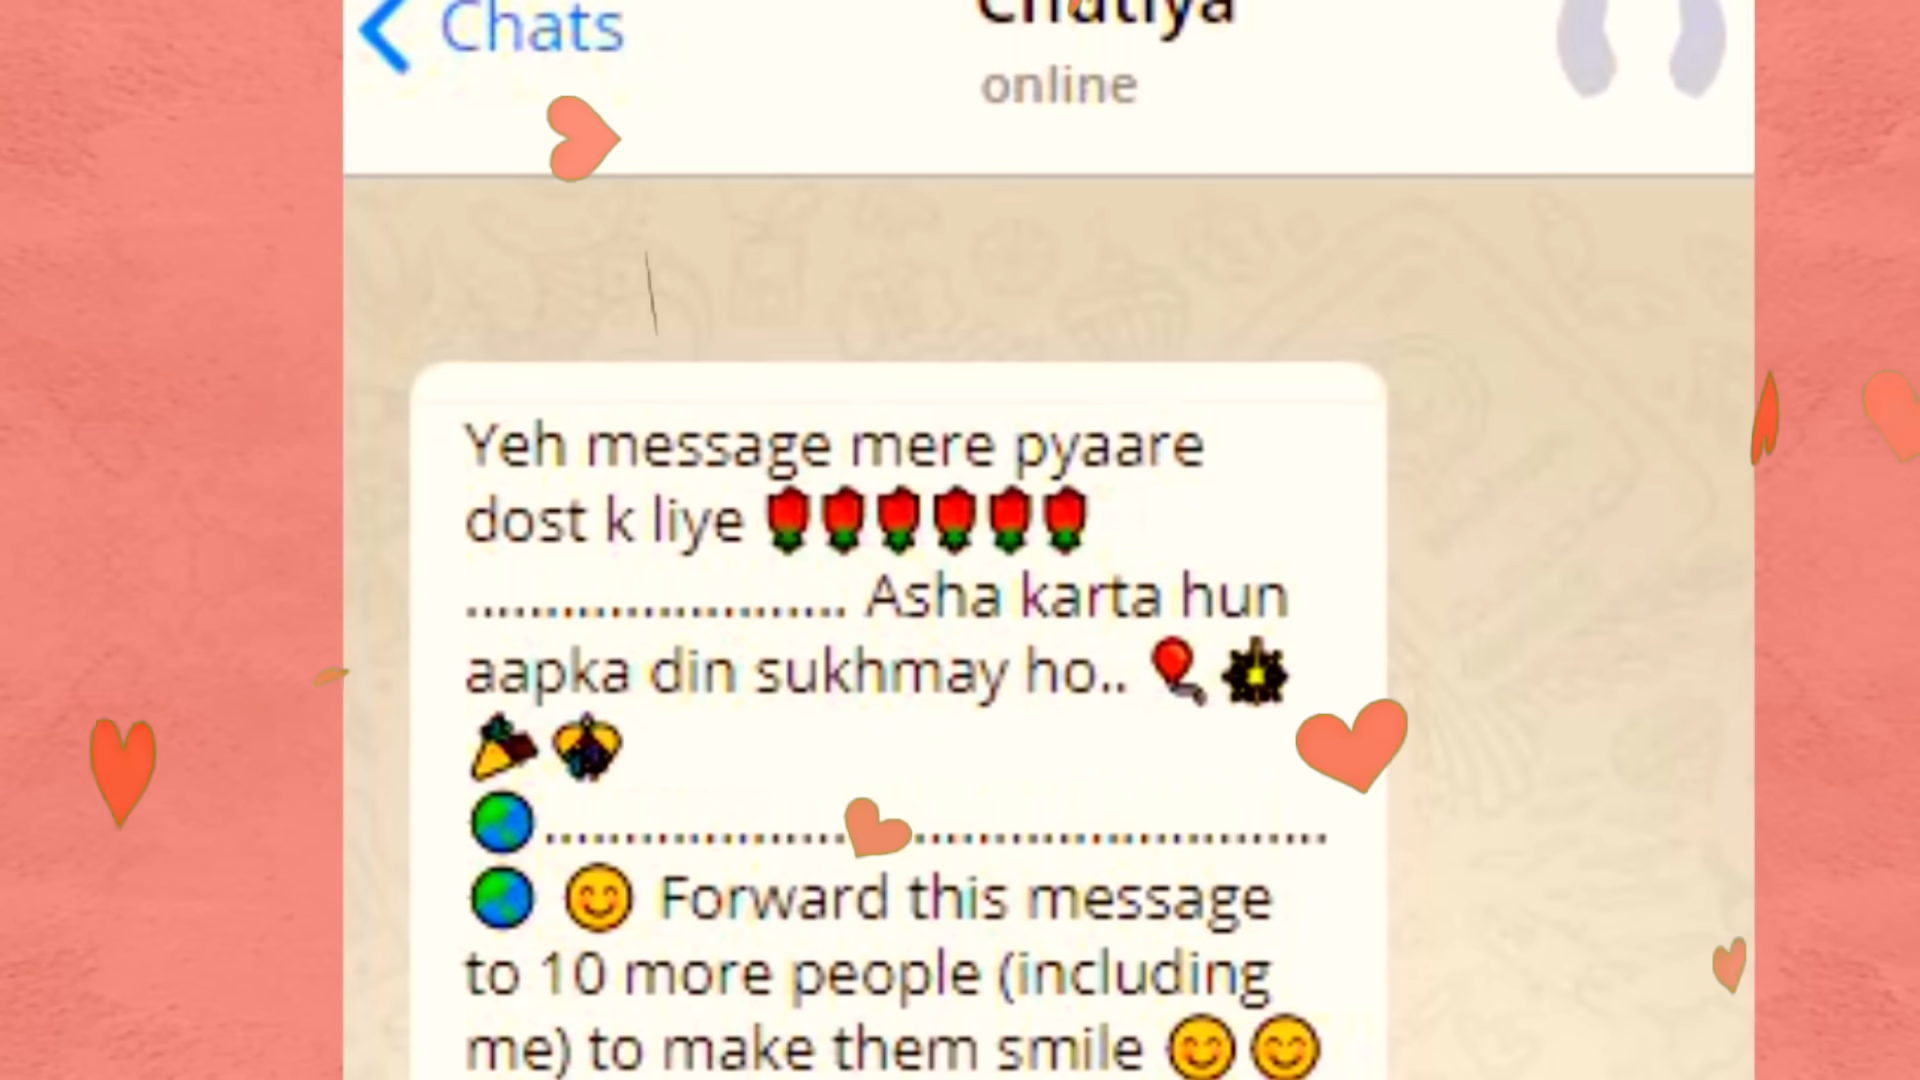 Chats
online
Yeh message mere pyaare
dost k liye 🌹🌹🌹🌹🌹🌹
....................... Asha karta hun
aapka din sukhmay ho.. 🎈
🎉
🌏................................................
🌏 😊 Forward this message
to 10 more people (including
me) to make them smile 😊😊